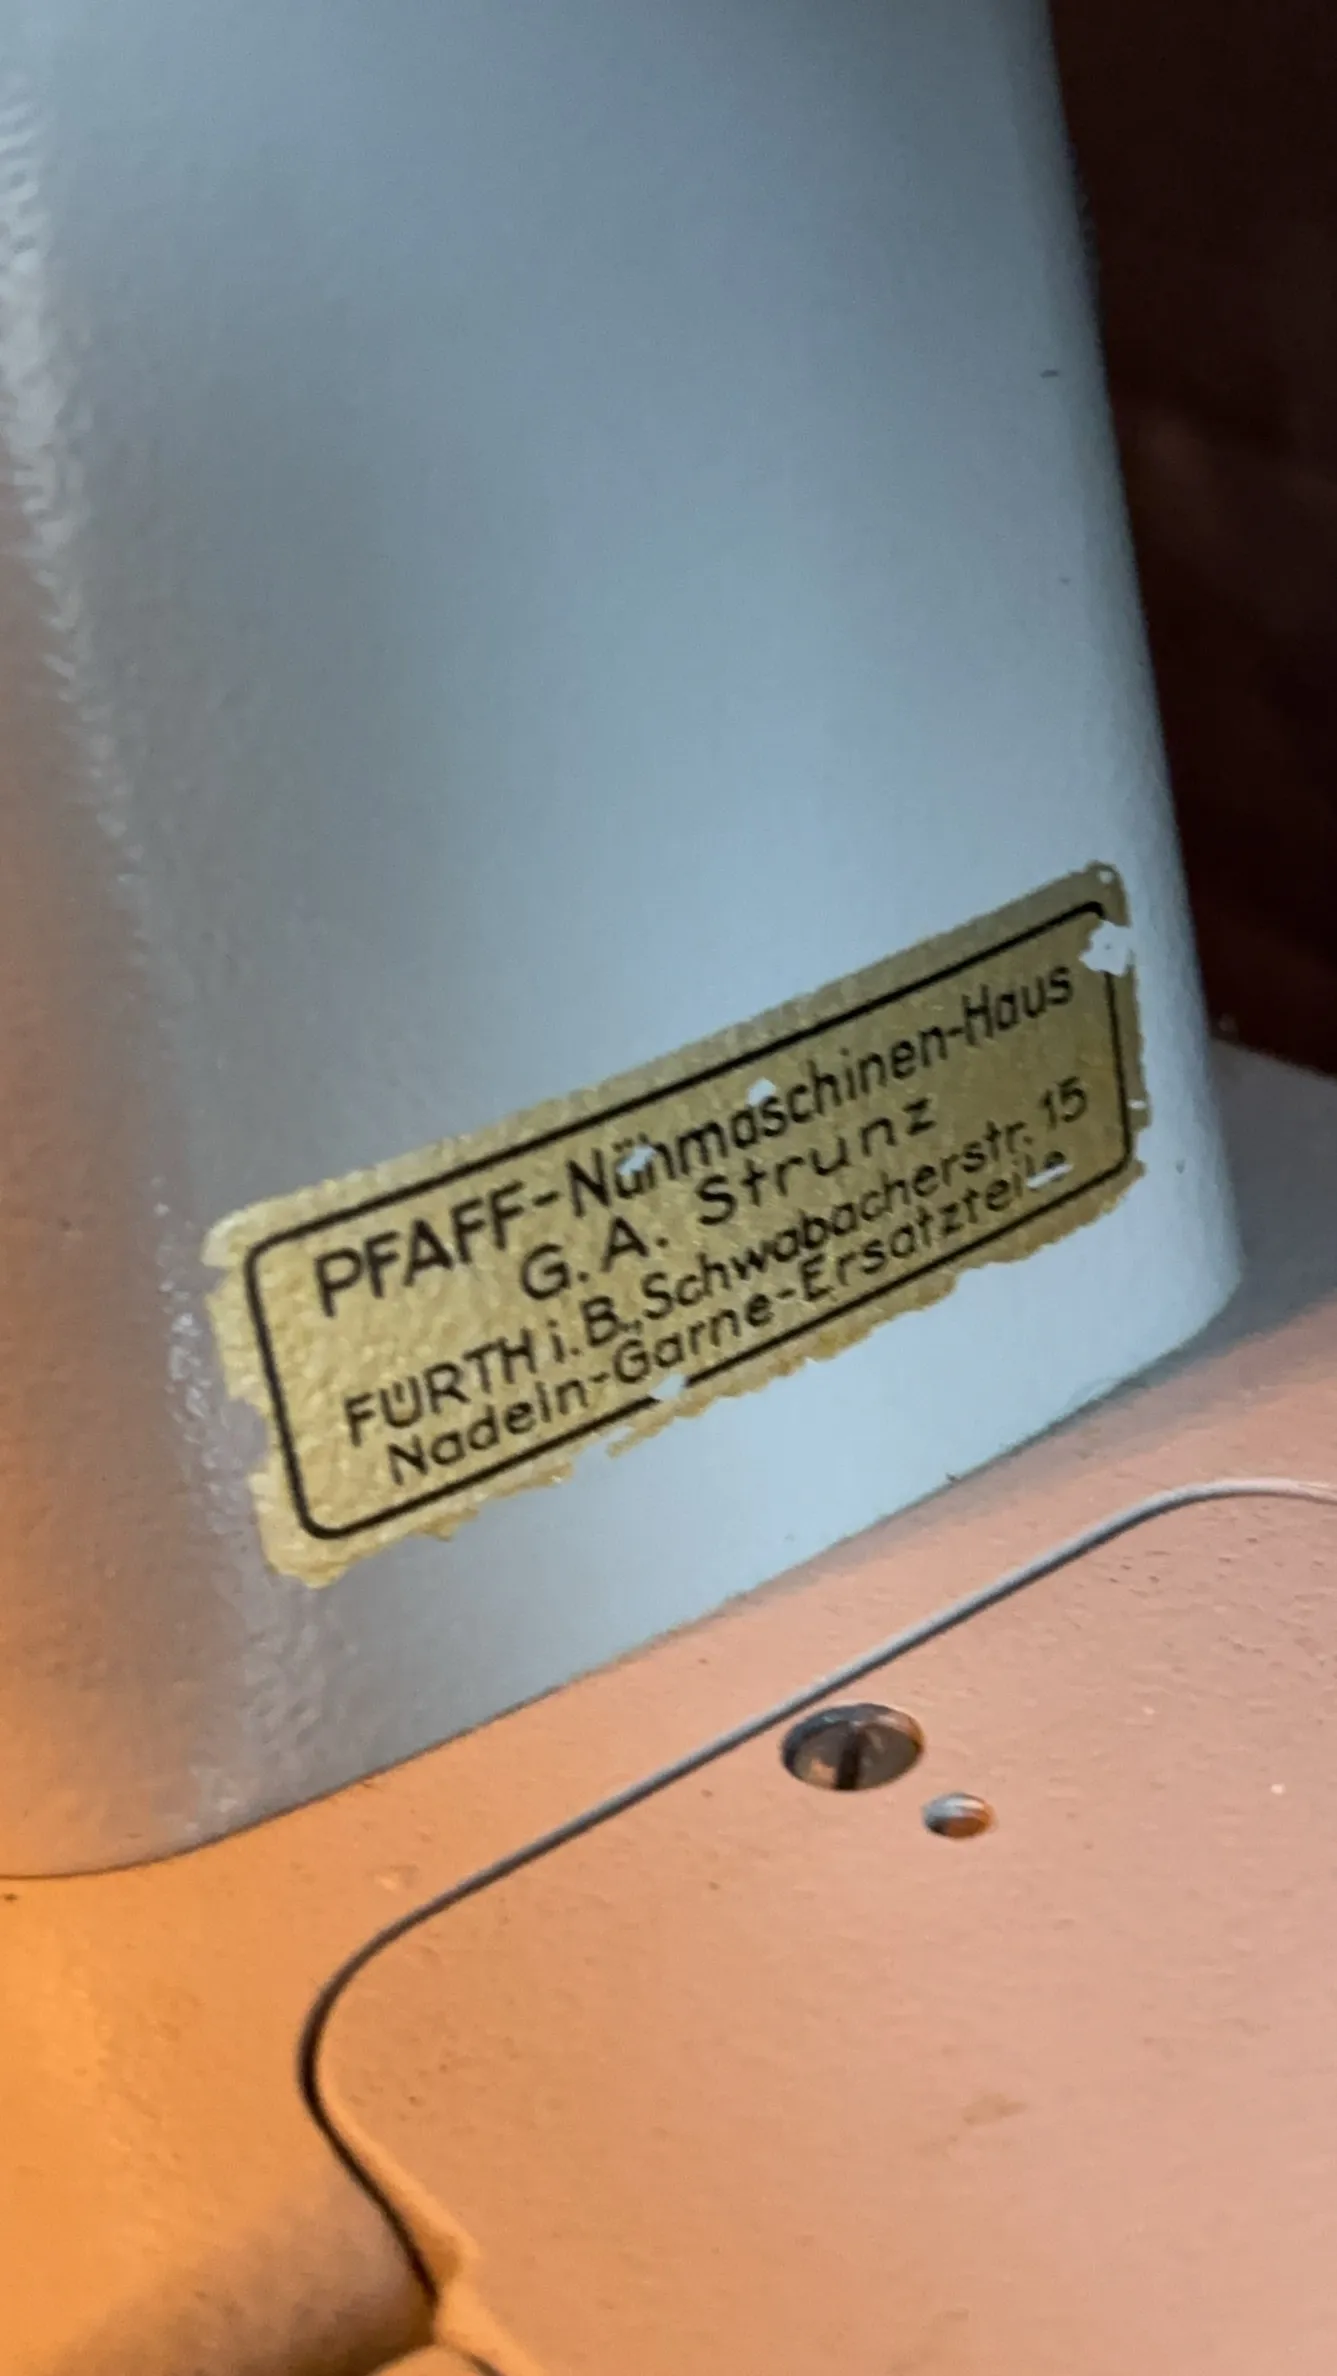 PFAFF-Nähmaschinen-Haus
G. A. Strunz
FÜRTH i. B., Schwabacherstr. 15
Nadeln-Garne-Ersatzteile